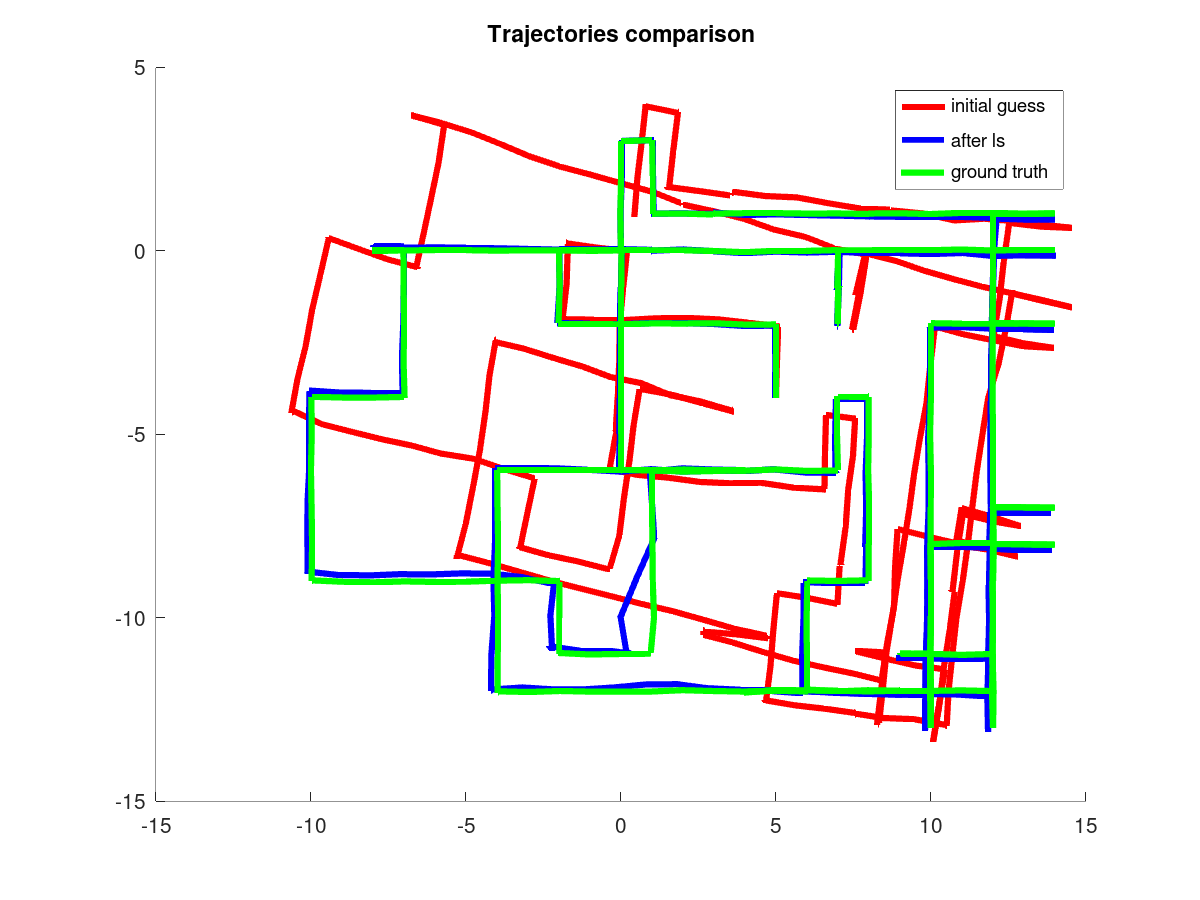 Trajectories comparison
initial guess
after ls
ground truth
5
0
-5
-10
-15
-15 -10 -5 0 5 10 15